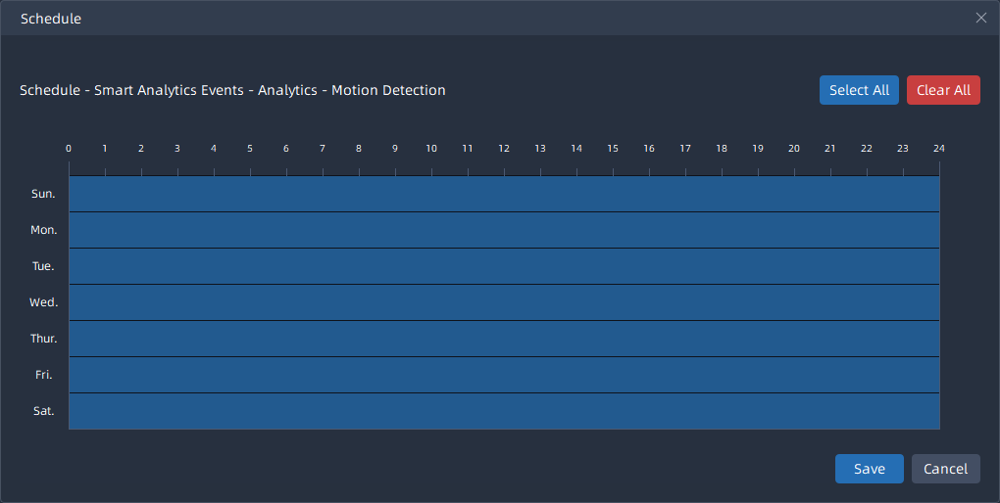 Schedule
Schedule - Smart Analytics Events - Analytics - Motion Detection Select All Clear All
0 1 2 3 4 5 6 7 8 9 10 11 12 13 14 15 16 17 18 19 20 21 22 23 24
Sun.
Mon.
Tue.
Wed.
Thur.
Fri.
Sat.
Save Cancel